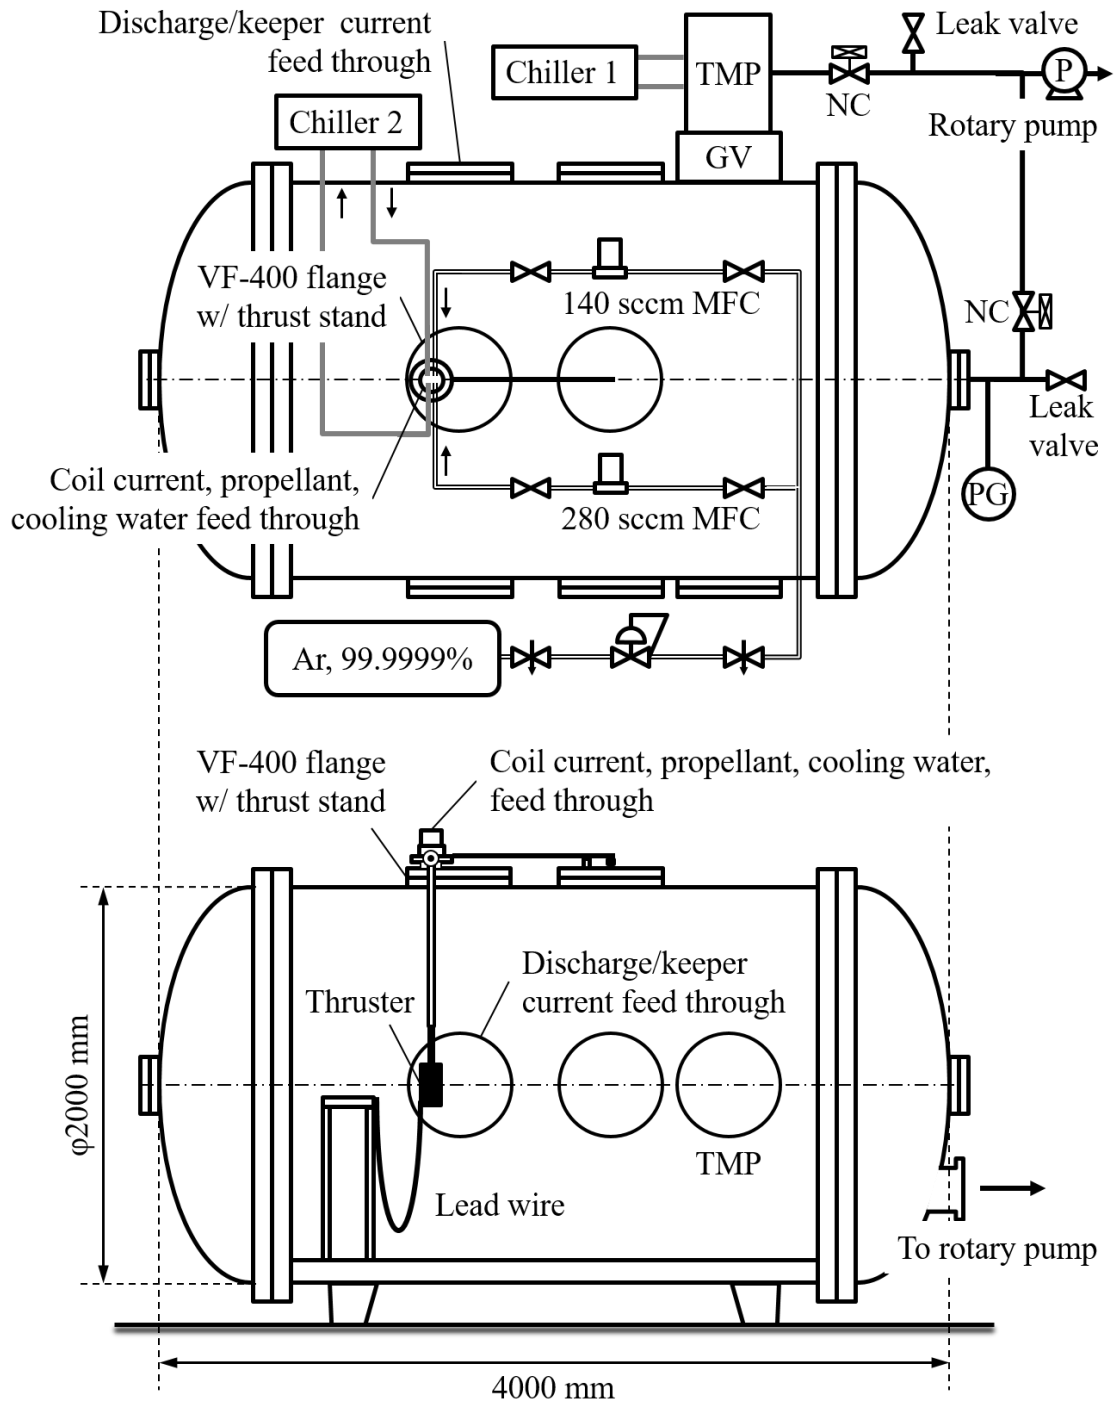 Discharge/keeper current
feed through
Chiller 1
TMP
Leak valve
P
NC
Rotary pump
Chiller 2
GV
VF-400 flange
w/ thrust stand
140 sccm MFC
NC
Leak
valve
Coil current, propellant,
cooling water feed through
280 sccm MFC
PG
Ar, 99.9999%
VF-400 flange
w/ thrust stand
Coil current, propellant, cooling water,
feed through
Discharge/keeper
current feed through
Thruster
φ2000 mm
TMP
Lead wire
To rotary pump
4000 mm